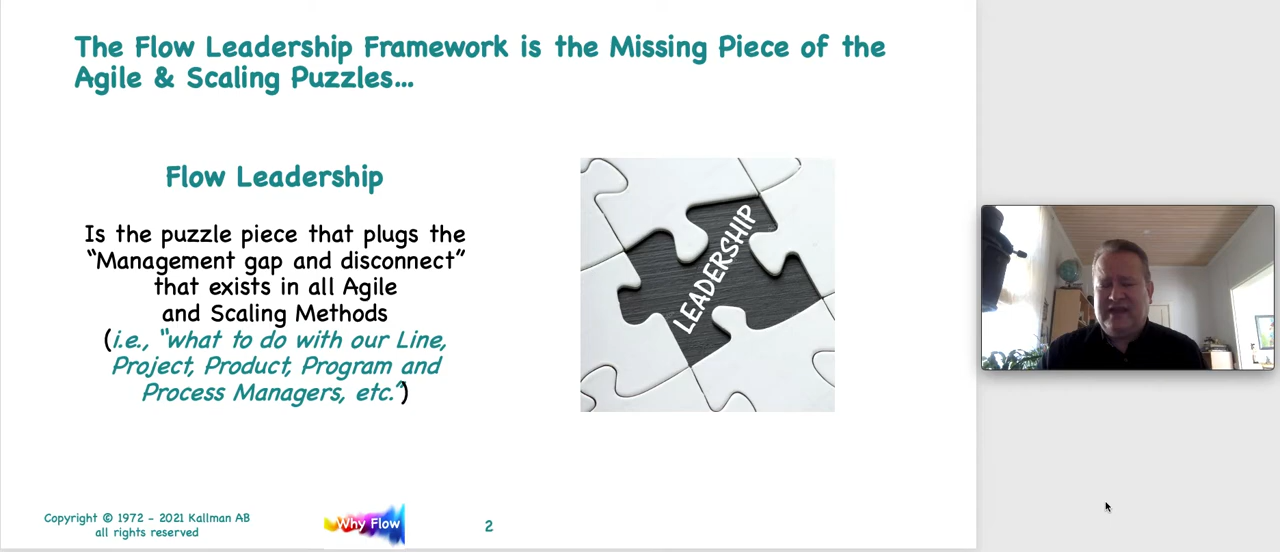 The Flow Leadership Framework is the Missing Piece of the
Agile & Scaling Puzzles...
Flow Leadership
Is the puzzle piece that plugs the
“Management gap and disconnect”
that exists in all Agile
and Scaling Methods
(i.e., “what to do with our Line,
Project, Product, Program and
Process Managers, etc.”)
LEADERSHIP
Copyright © 1972 - 2021 Kallman AB
all rights reserved
Why Flow
2